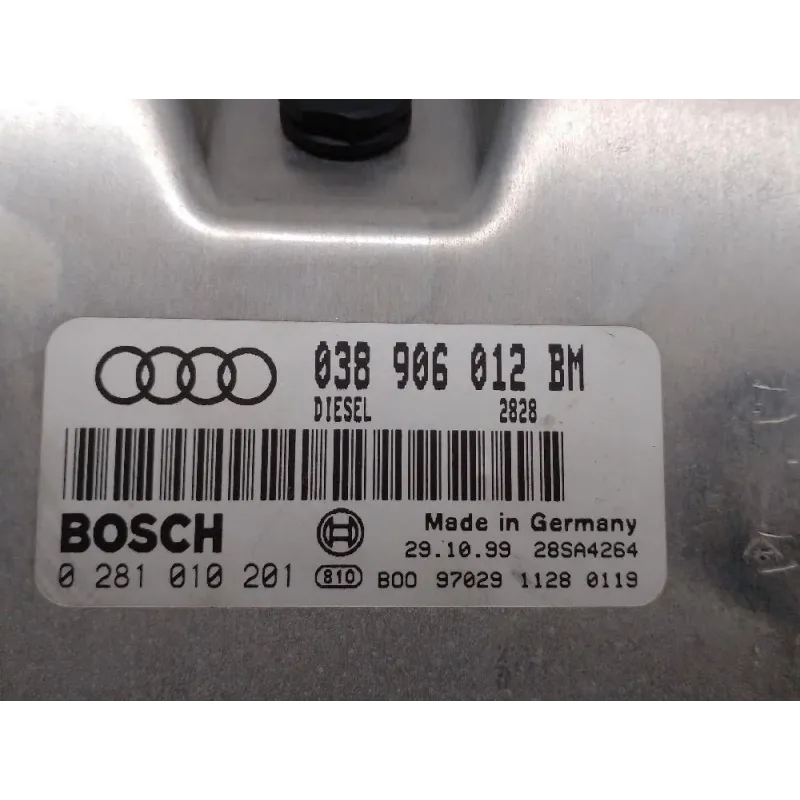 038 906 012 BM
DIESEL 2828
BOSCH
Made in Germany
29.10.99 28SA4264
0 281 010 201 810 B00 97029 1128 0119